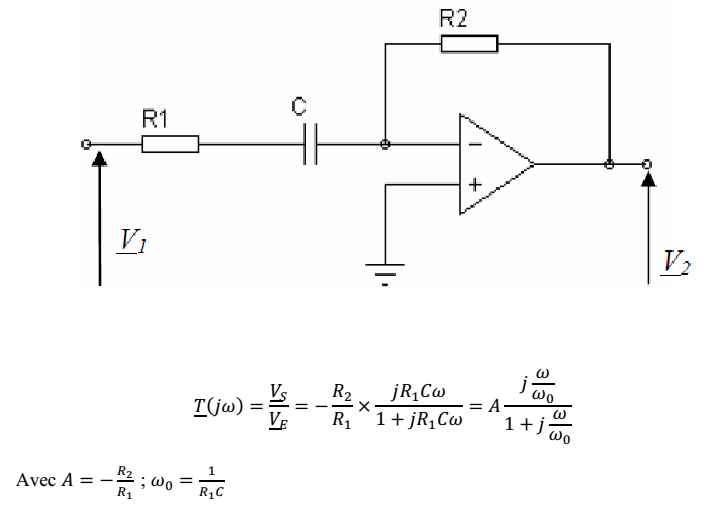 R2
R1
C
−
+
V1
V2
T(jω) = VS/VE = − R2/R1 × jR1Cω/(1 + jR1Cω) = A j(ω/ω0)/(1 + j(ω/ω0))
Avec A = − R2/R1 ; ω0 = 1/(R1C)